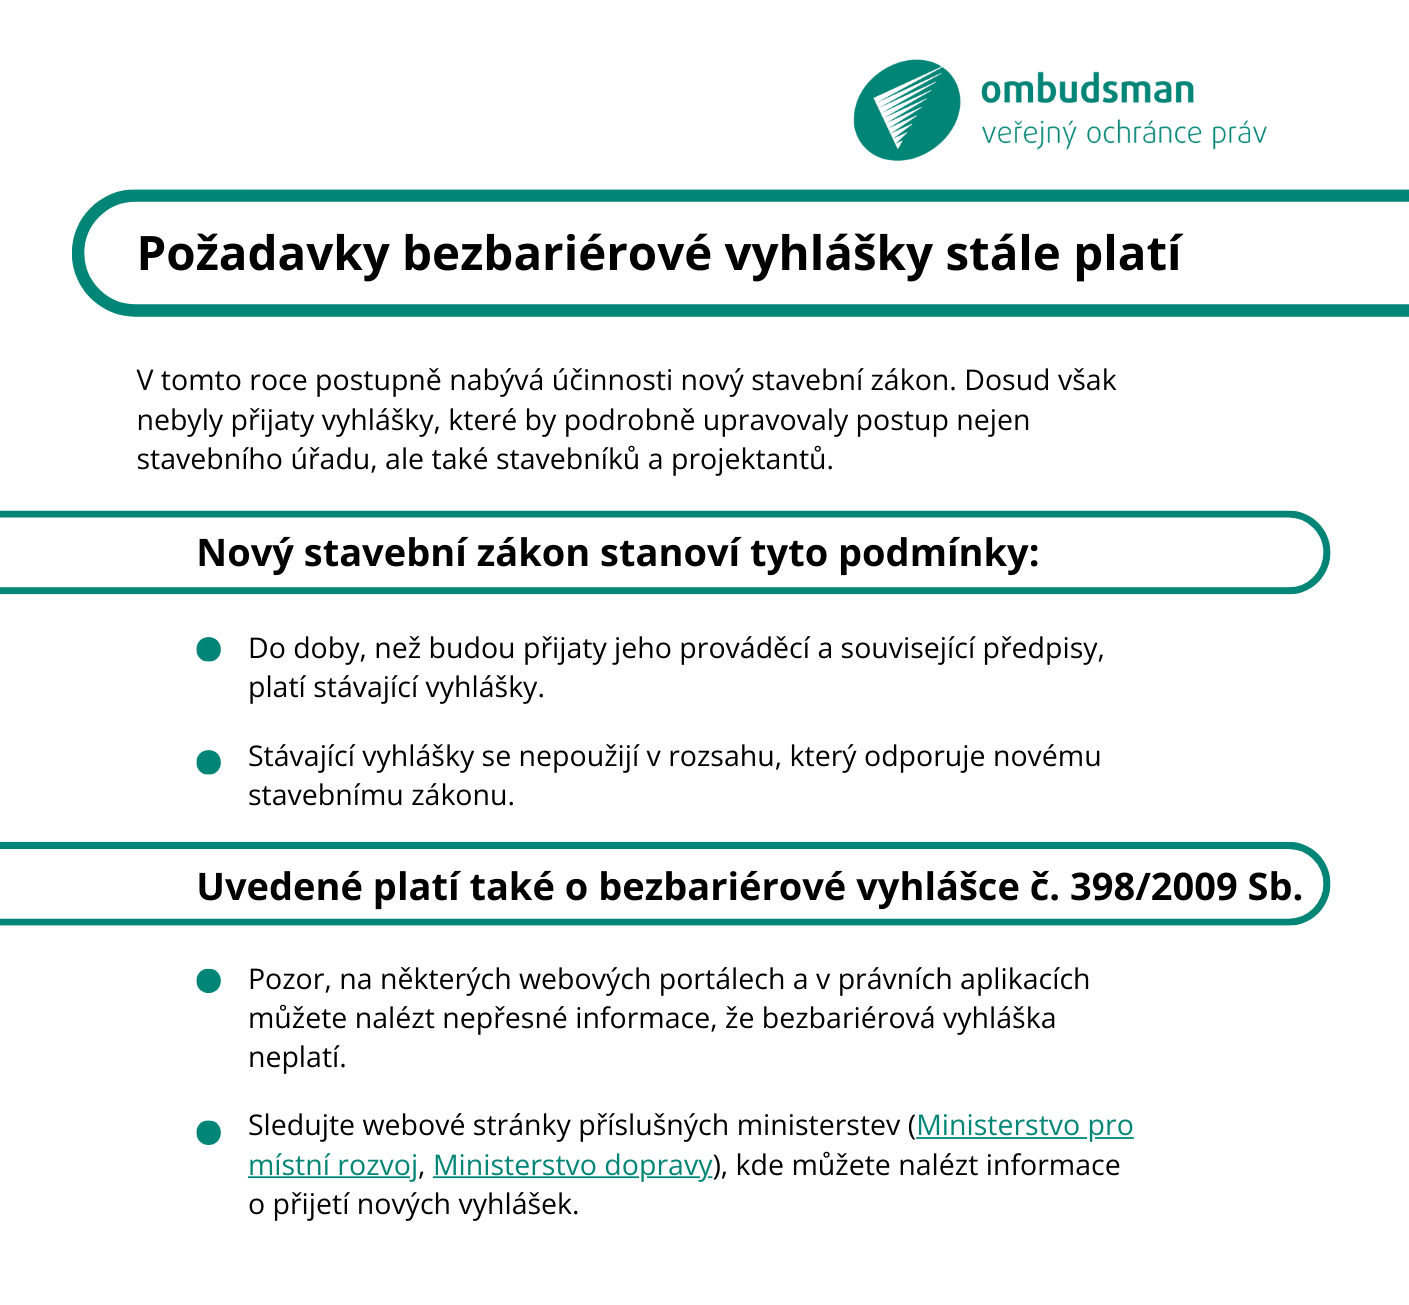 ombudsman
veřejný ochránce práv
Požadavky bezbariérové vyhlášky stále platí
V tomto roce postupně nabývá účinnosti nový stavební zákon. Dosud však
nebyly přijaty vyhlášky, které by podrobně upravovaly postup nejen
stavebního úřadu, ale také stavebníků a projektantů.
Nový stavební zákon stanoví tyto podmínky:
Do doby, než budou přijaty jeho prováděcí a související předpisy,
platí stávající vyhlášky.
Stávající vyhlášky se nepoužijí v rozsahu, který odporuje novému
stavebnímu zákonu.
Uvedené platí také o bezbariérové vyhlášce č. 398/2009 Sb.
Pozor, na některých webových portálech a v právních aplikacích
můžete nalézt nepřesné informace, že bezbariérová vyhláška
neplatí.
Sledujte webové stránky příslušných ministerstev (Ministerstvo pro
místní rozvoj, Ministerstvo dopravy), kde můžete nalézt informace
o přijetí nových vyhlášek.